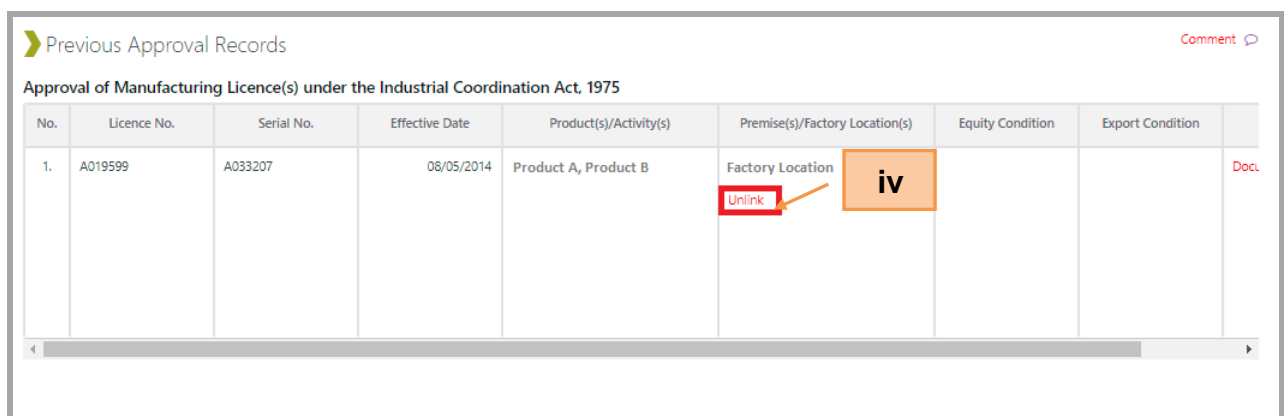 Previous Approval Records
Comment
Approval of Manufacturing Licence(s) under the Industrial Coordination Act, 1975
No. Licence No. Serial No. Effective Date Product(s)/Activity(s) Premise(s)/Factory Location(s) Equity Condition Export Condition
1. A019599 A033207 08/05/2014 Product A, Product B Factory Location Docu
Unlink
iv